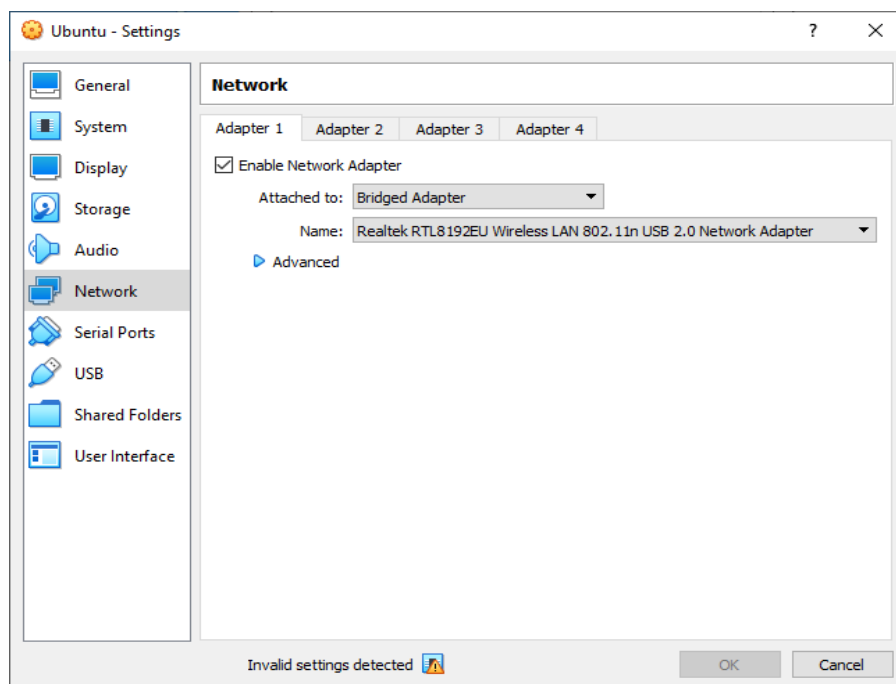 Ubuntu - Settings
?
General
System
Display
Storage
Audio
Network
Serial Ports
USB
Shared Folders
User Interface
Network
Adapter 1 Adapter 2 Adapter 3 Adapter 4
Enable Network Adapter
Attached to: Bridged Adapter
Name: Realtek RTL8192EU Wireless LAN 802.11n USB 2.0 Network Adapter
Advanced
Invalid settings detected
OK Cancel